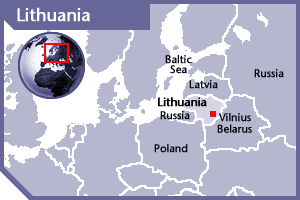 Lithuania
Baltic
Sea
Russia
Latvia
Lithuania
Russia
Vilnius
Belarus
Poland